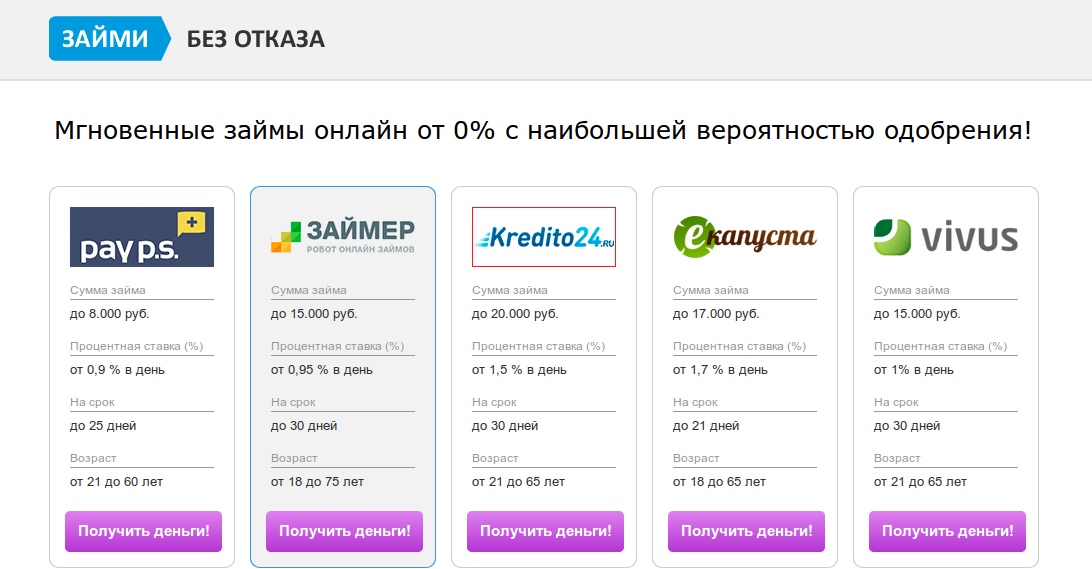 ЗАЙМИ БЕЗ ОТКАЗА
Мгновенные займы онлайн от 0% с наибольшей вероятностью одобрения!
pay p.s.
Сумма займа
до 8.000 руб.
Процентная ставка (%)
от 0,9 % в день
На срок
до 25 дней
Возраст
от 21 до 60 лет
Получить деньги!
ЗАЙМЕР
РОБОТ ОНЛАЙН ЗАЙМОВ
Сумма займа
до 15.000 руб.
Процентная ставка (%)
от 0,95 % в день
На срок
до 30 дней
Возраст
от 18 до 75 лет
Получить деньги!
Kredito24.RU
Сумма займа
до 20.000 руб.
Процентная ставка (%)
от 1,5 % в день
На срок
до 30 дней
Возраст
от 21 до 65 лет
Получить деньги!
екапуста
Сумма займа
до 17.000 руб.
Процентная ставка (%)
от 1,7 % в день
На срок
до 21 дней
Возраст
от 18 до 65 лет
Получить деньги!
vivus
Сумма займа
до 15.000 руб.
Процентная ставка (%)
от 1% в день
На срок
до 30 дней
Возраст
от 21 до 65 лет
Получить деньги!